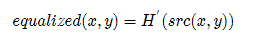 equalized(x, y) = H'(src(x, y))